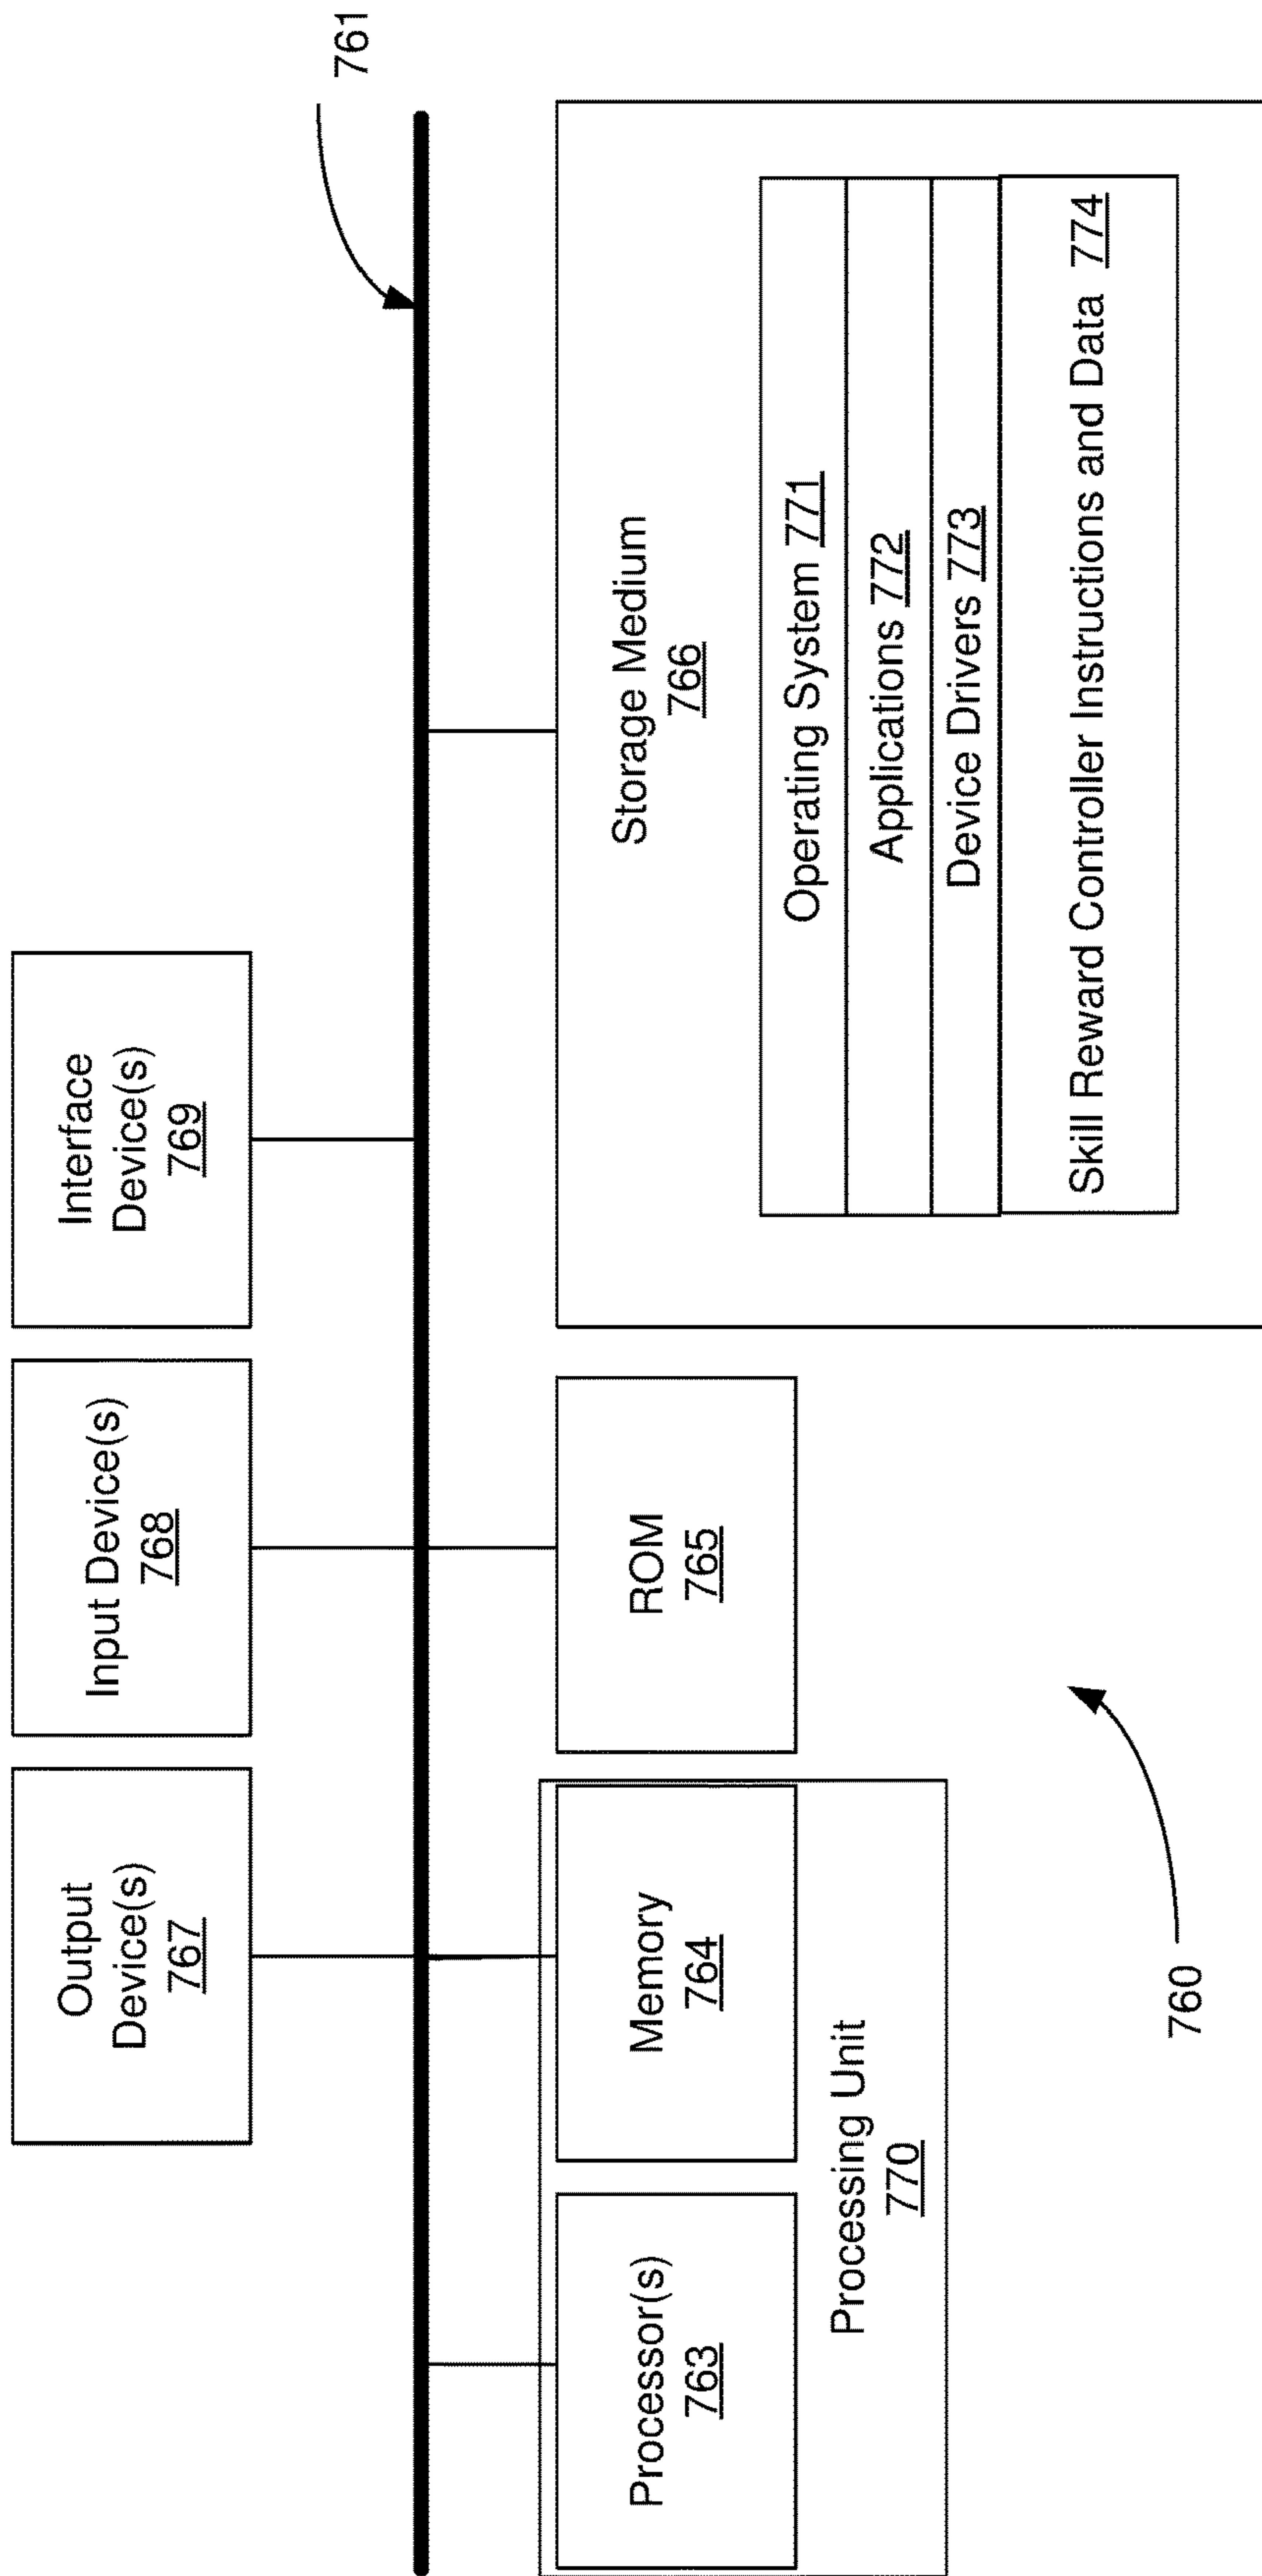 Output
Device(s)
767
Input Device(s)
768
Interface
Device(s)
769
761
Processor(s)
763
Memory
764
Processing Unit
770
ROM
765
Storage Medium
766
Operating System 771
Applications 772
Device Drivers 773
Skill Reward Controller Instructions and Data 774
760